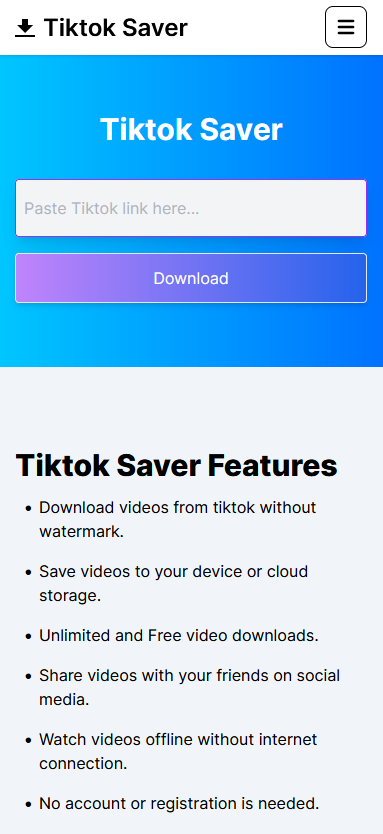 Tiktok Saver
Tiktok Saver
Paste Tiktok link here...
Download
Tiktok Saver Features
• Download videos from tiktok without
watermark.
• Save videos to your device or cloud
storage.
• Unlimited and Free video downloads.
• Share videos with your friends on social
media.
• Watch videos offline without internet
connection.
• No account or registration is needed.